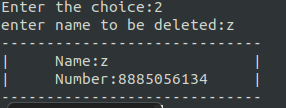 Enter the choice:2
enter name to be deleted:z
-----------------------------
|     Name:z                |
|     Number:8885056134     |
-----------------------------